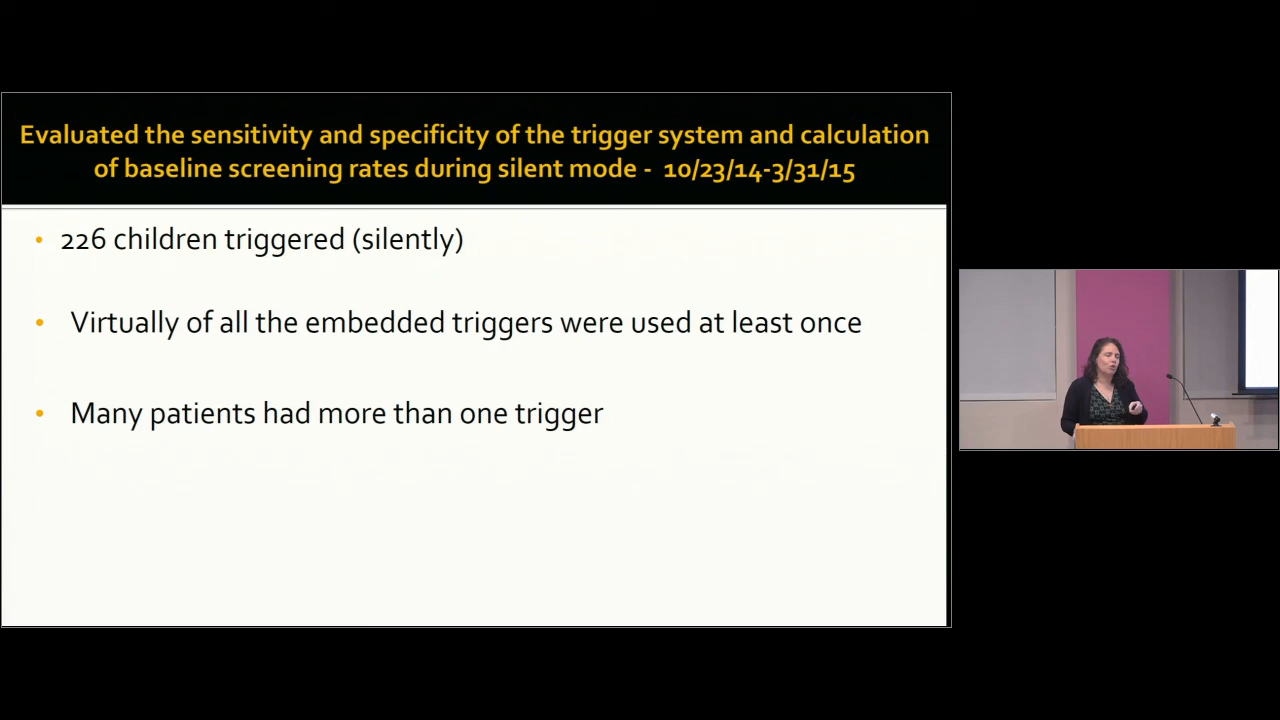 Evaluated the sensitivity and specificity of the trigger system and calculation
of baseline screening rates during silent mode - 10/23/14-3/31/15
• 226 children triggered (silently)
• Virtually of all the embedded triggers were used at least once
• Many patients had more than one trigger